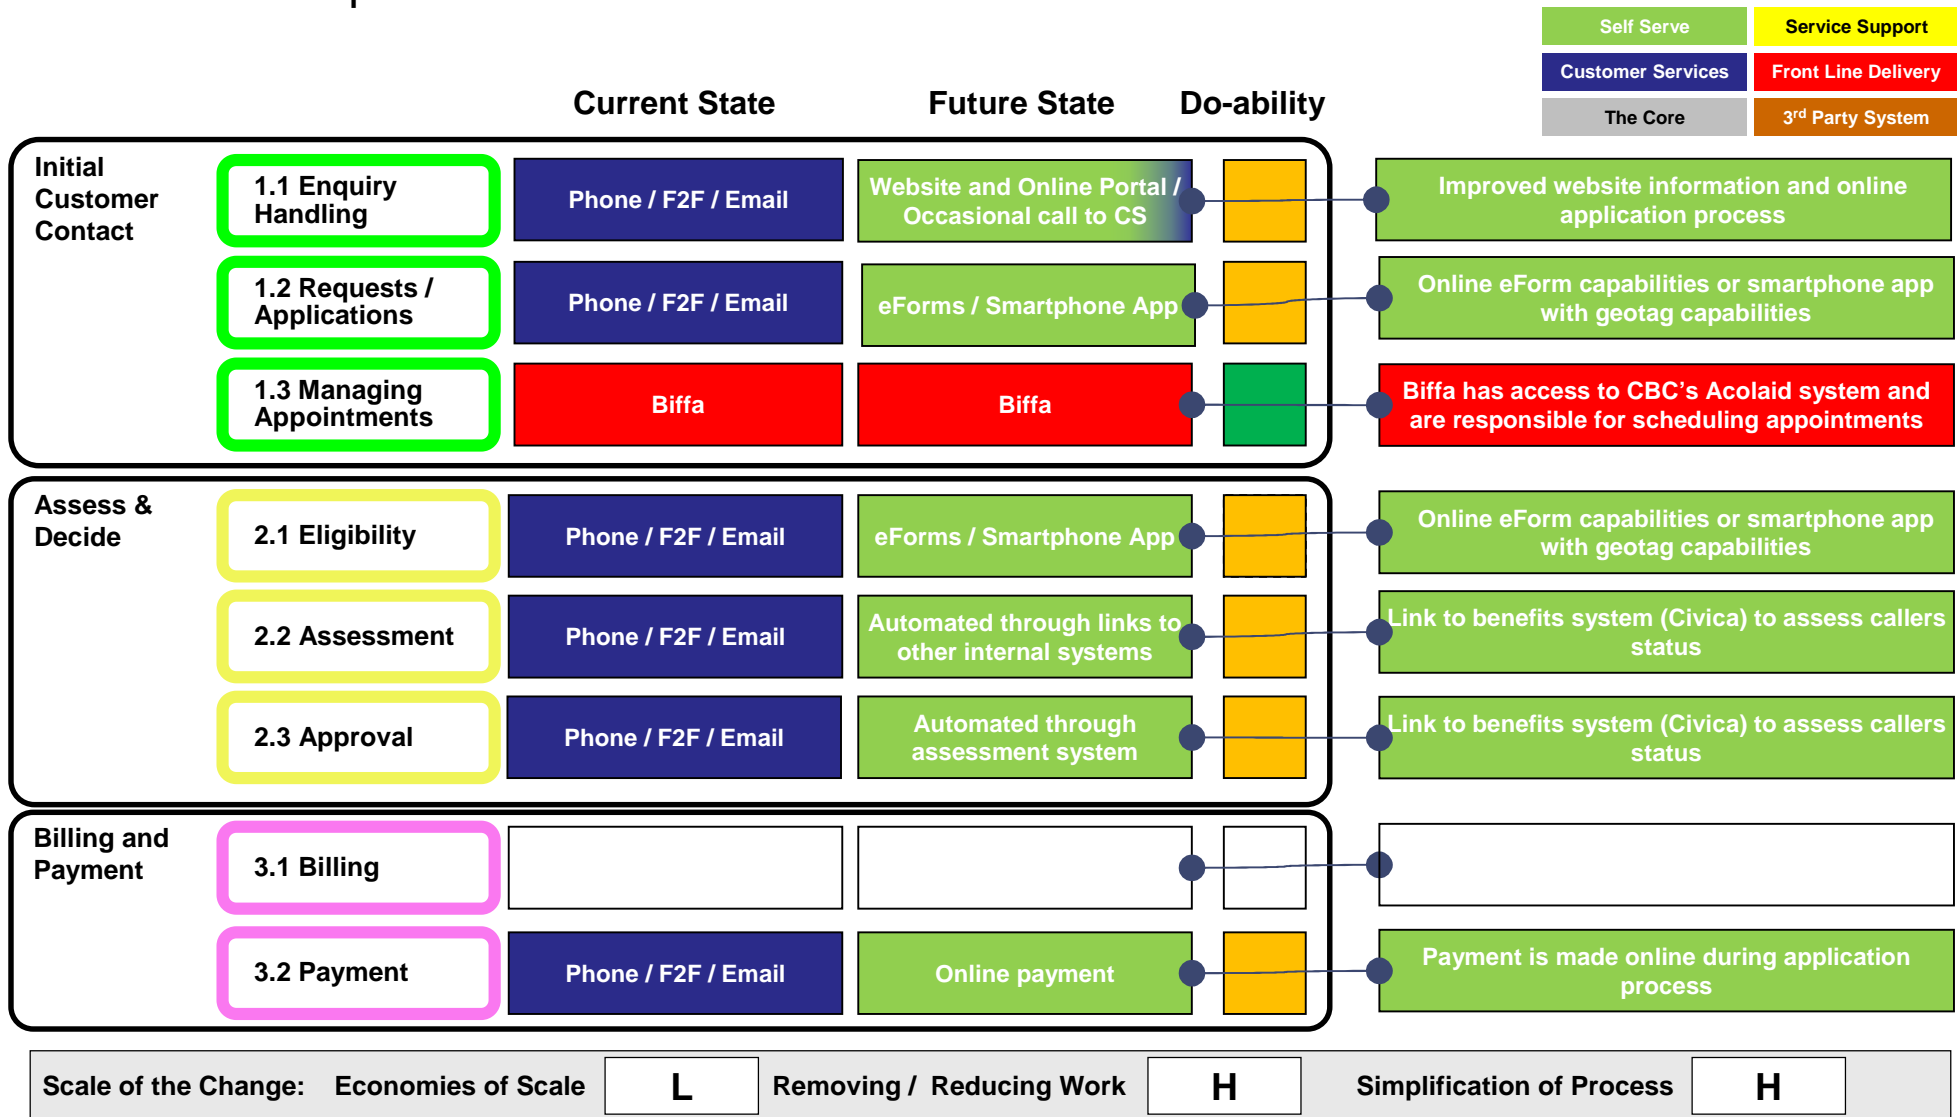 Self Serve
Service Support
Customer Services
Front Line Delivery
The Core
3rd Party System
Current State
Future State
Do-ability
Initial
Customer
Contact
1.1 Enquiry
Handling
Phone / F2F / Email
Website and Online Portal /
Occasional call to CS
Improved website information and online
application process
1.2 Requests /
Applications
Phone / F2F / Email
eForms / Smartphone App
Online eForm capabilities or smartphone app
with geotag capabilities
1.3 Managing
Appointments
Biffa
Biffa
Biffa has access to CBC’s Acolaid system and
are responsible for scheduling appointments
Assess &
Decide
2.1 Eligibility
Phone / F2F / Email
eForms / Smartphone App
Online eForm capabilities or smartphone app
with geotag capabilities
2.2 Assessment
Phone / F2F / Email
Automated through links to
other internal systems
Link to benefits system (Civica) to assess callers
status
2.3 Approval
Phone / F2F / Email
Automated through
assessment system
Link to benefits system (Civica) to assess callers
status
Billing and
Payment
3.1 Billing
3.2 Payment
Phone / F2F / Email
Online payment
Payment is made online during application
process
Scale of the Change:
Economies of Scale
L
Removing / Reducing Work
H
Simplification of Process
H